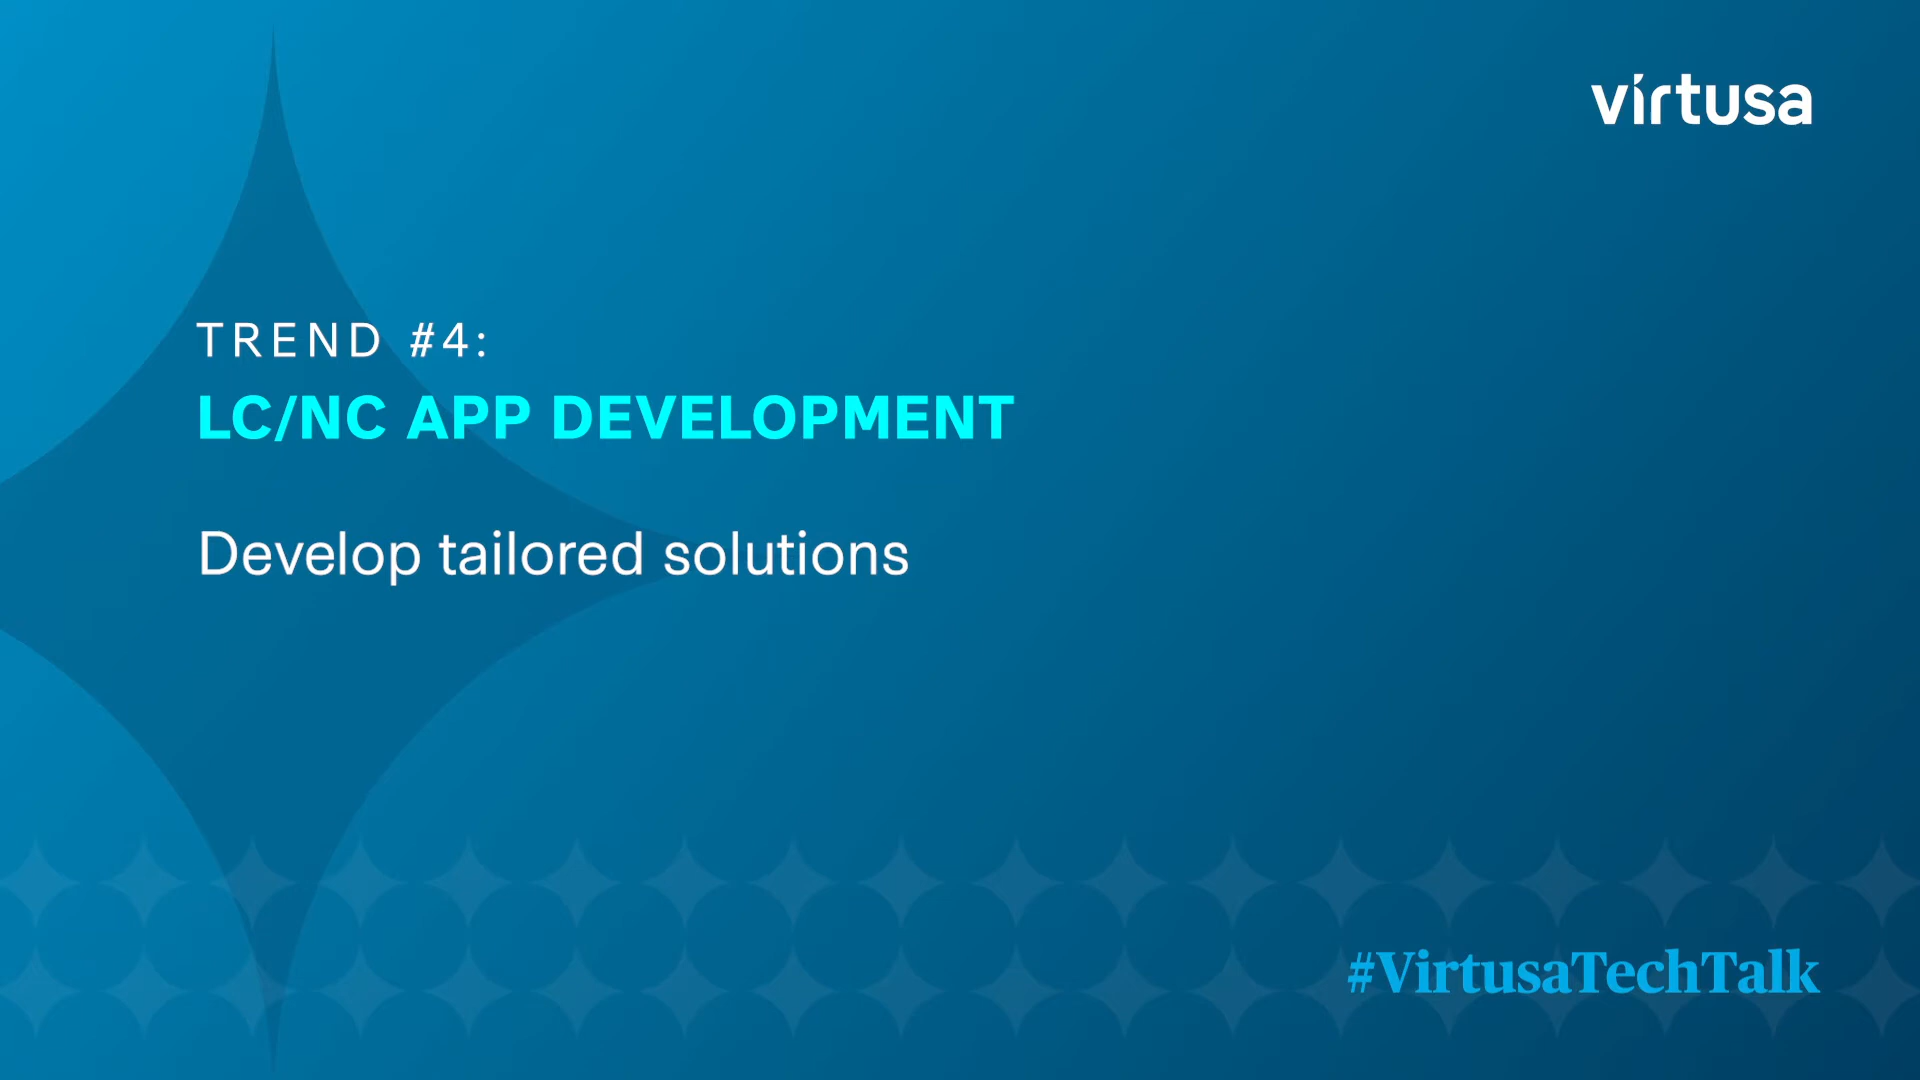 virtusa
TREND #4:
LC/NC APP DEVELOPMENT
Develop tailored solutions
#VirtusaTechTalk